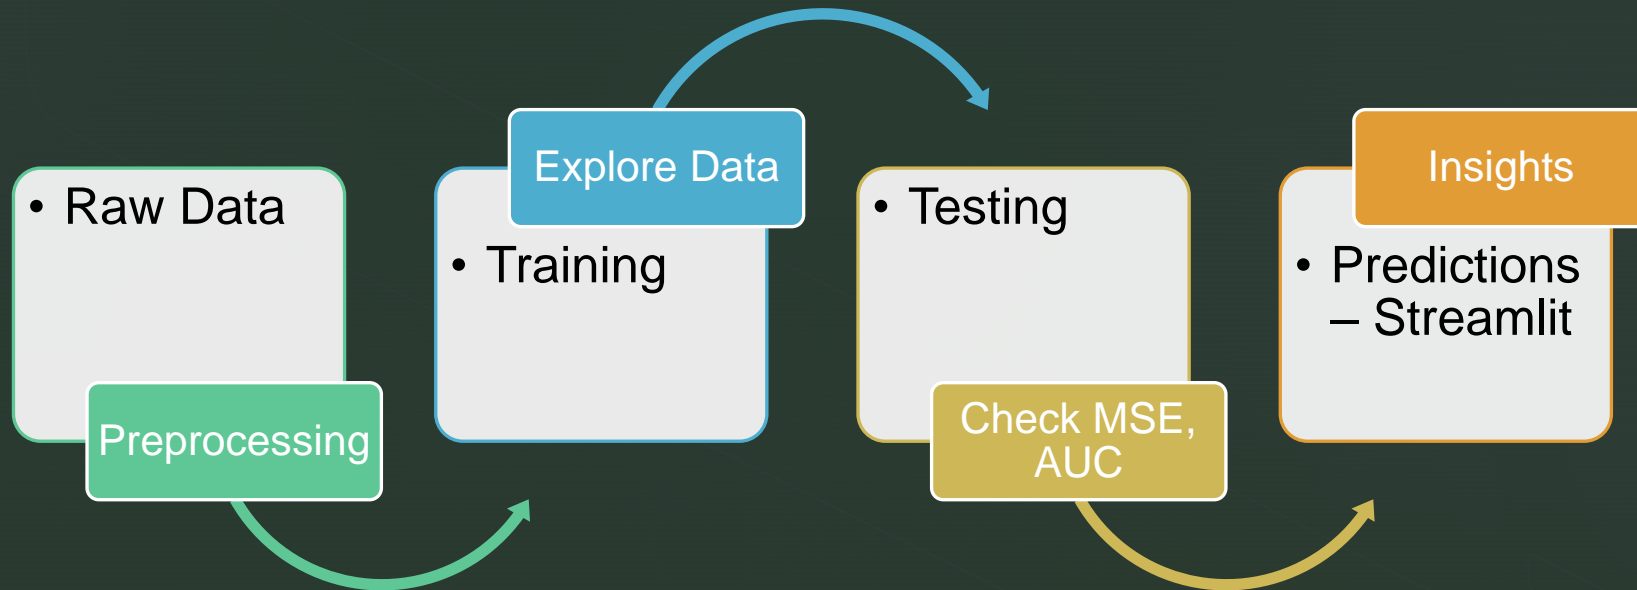 • Raw Data
Preprocessing
Explore Data
• Training
• Testing
Check MSE,
AUC
Insights
• Predictions
– Streamlit